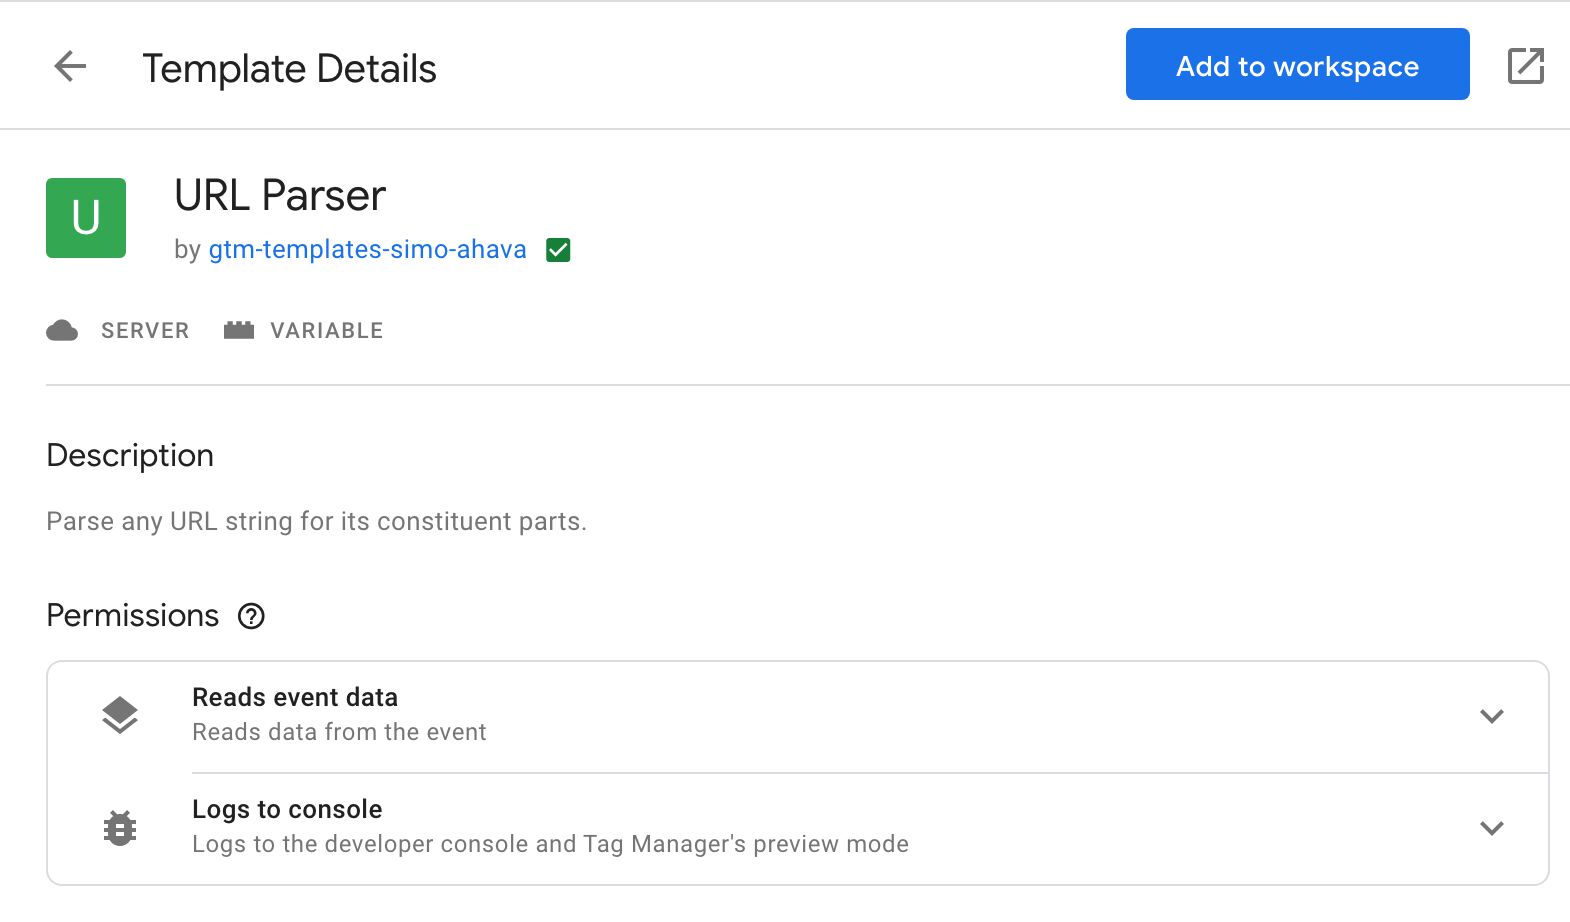 Template Details
Add to workspace
U
URL Parser
by gtm-templates-simo-ahava
SERVER VARIABLE
Description
Parse any URL string for its constituent parts.
Permissions ?
Reads event data
Reads data from the event
Logs to console
Logs to the developer console and Tag Manager's preview mode